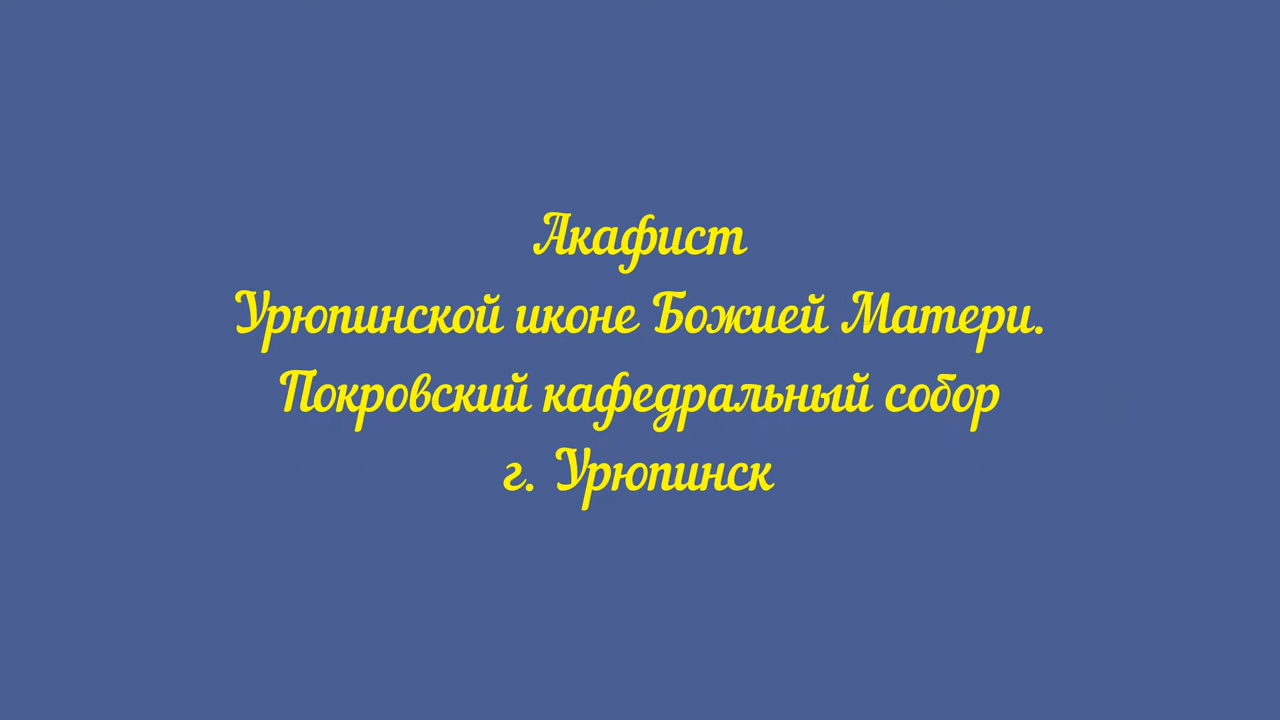 Акафист
Урюпинской иконе Божией Матери.
Покровский кафедральный собор
г. Урюпинск